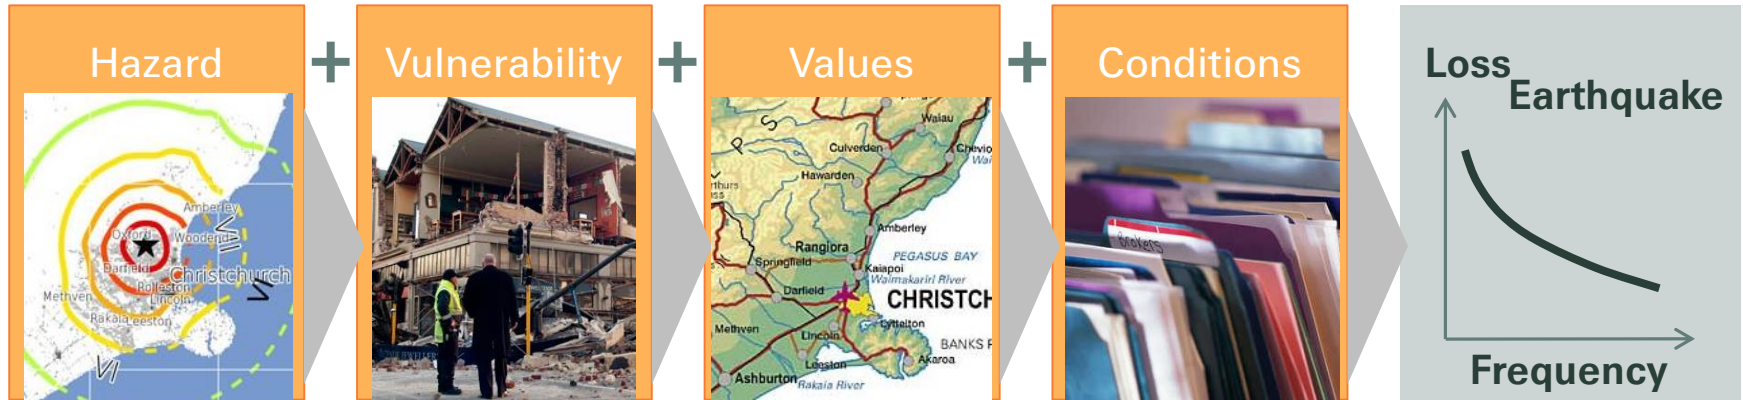 Hazard
+
Vulnerability
+
Values
+
Conditions
Amberley
Oxford
Woodend
VII
Darfield
Christchurch
Rolleston
Lincoln
Methven
Rakaia
Leeston
V
VI
P
S
Waiau
Culverden
Hawarden
Amberley
Rangiora
PEGASUS BAY
Springfield
Kaiapoi
Waimakariri River
Darfield
CHRISTCH
Methven
Lincoln
Lyttelton
BANKS P
Leeston
Akaroa
Ashburton
Rakaia River
Brokers
Loss
Earthquake
Frequency